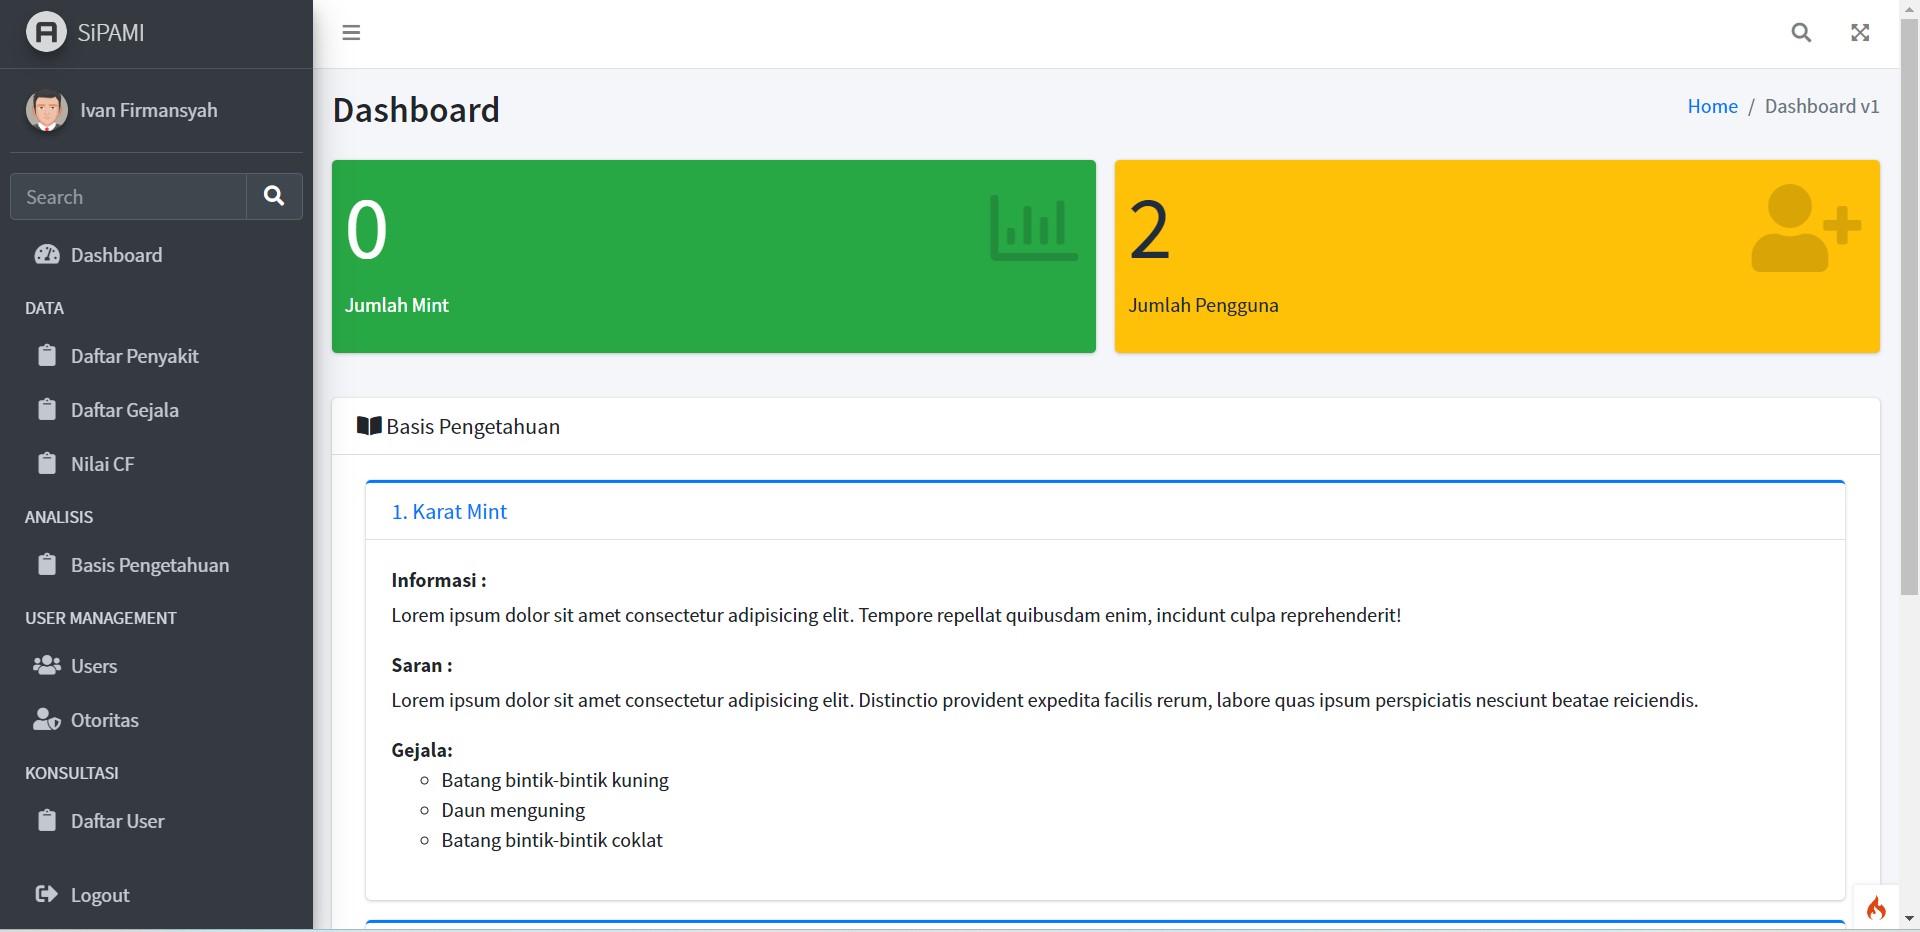 SiPAMI
Ivan Firmansyah
Search
Dashboard
DATA
Daftar Penyakit
Daftar Gejala
Nilai CF
ANALISIS
Basis Pengetahuan
USER MANAGEMENT
Users
Otoritas
KONSULTASI
Daftar User
Logout
Dashboard
Home / Dashboard v1
0
Jumlah Mint
2
Jumlah Pengguna
Basis Pengetahuan
1. Karat Mint
Informasi :
Lorem ipsum dolor sit amet consectetur adipisicing elit. Tempore repellat quibusdam enim, incidunt culpa reprehenderit!
Saran :
Lorem ipsum dolor sit amet consectetur adipisicing elit. Distinctio provident expedita facilis rerum, labore quas ipsum perspiciatis nesciunt beatae reiciendis.
Gejala:
Batang bintik-bintik kuning
Daun menguning
Batang bintik-bintik coklat